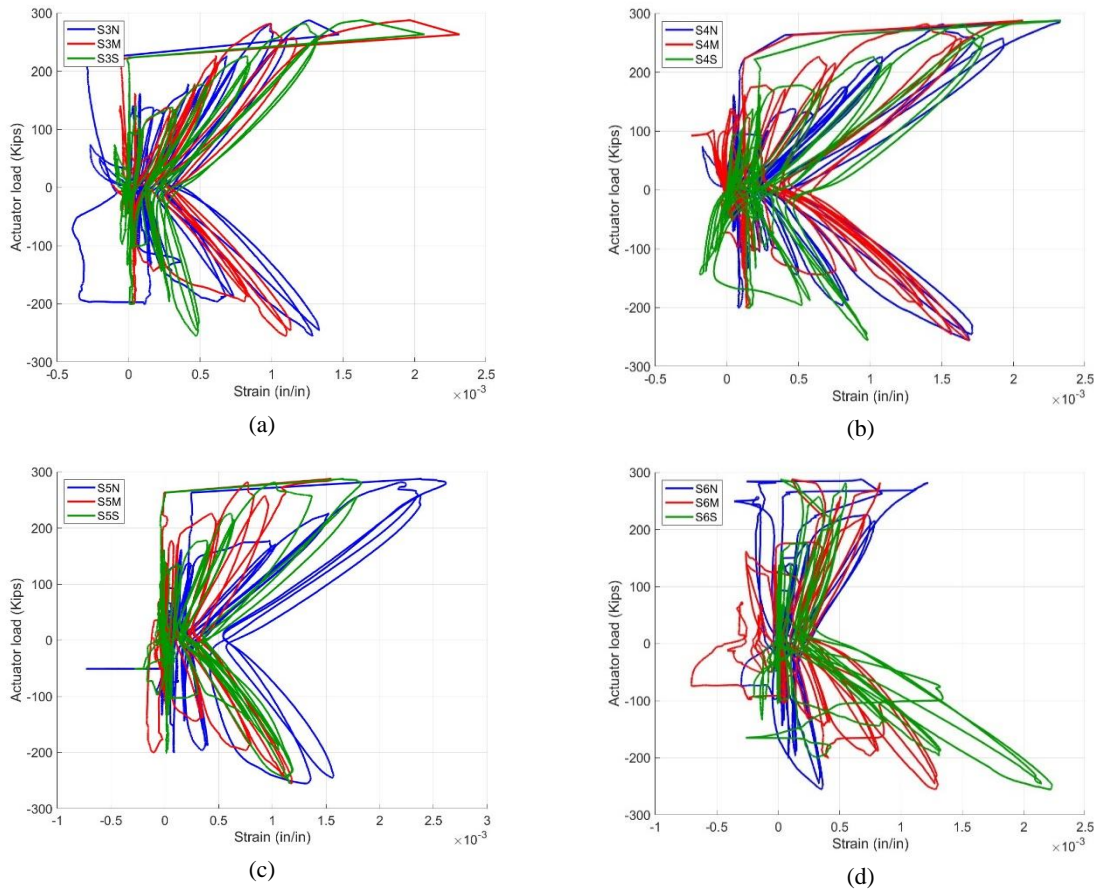 S3N
S3M
S3S
300
200
100
0
-100
-200
-300
Actuator load (Kips)
-0.5 0 0.5 1 1.5 2 2.5
Strain (in/in)
×10⁻³
(a)
S4N
S4M
S4S
300
200
100
0
-100
-200
-300
Actuator load (Kips)
-0.5 0 0.5 1 1.5 2 2.5
Strain (in/in)
×10⁻³
(b)
S5N
S5M
S5S
300
200
100
0
-100
-200
-300
Actuator load (Kips)
-1 -0.5 0 0.5 1 1.5 2 2.5 3
Strain (in/in)
×10⁻³
(c)
S6N
S6M
S6S
300
200
100
0
-100
-200
-300
Actuator load (Kips)
-1 -0.5 0 0.5 1 1.5 2 2.5
Strain (in/in)
×10⁻³
(d)